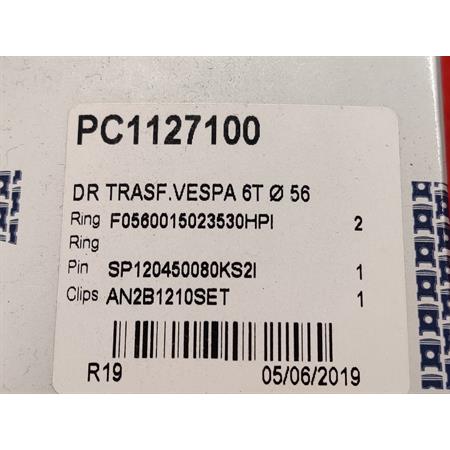 PC1127100
DR TRASF.VESPA 6T Ø 56
Ring F0560015023530HPI 2
Ring
Pin SP120450080KS2I 1
Clips AN2B1210SET 1
R19 05/06/2019